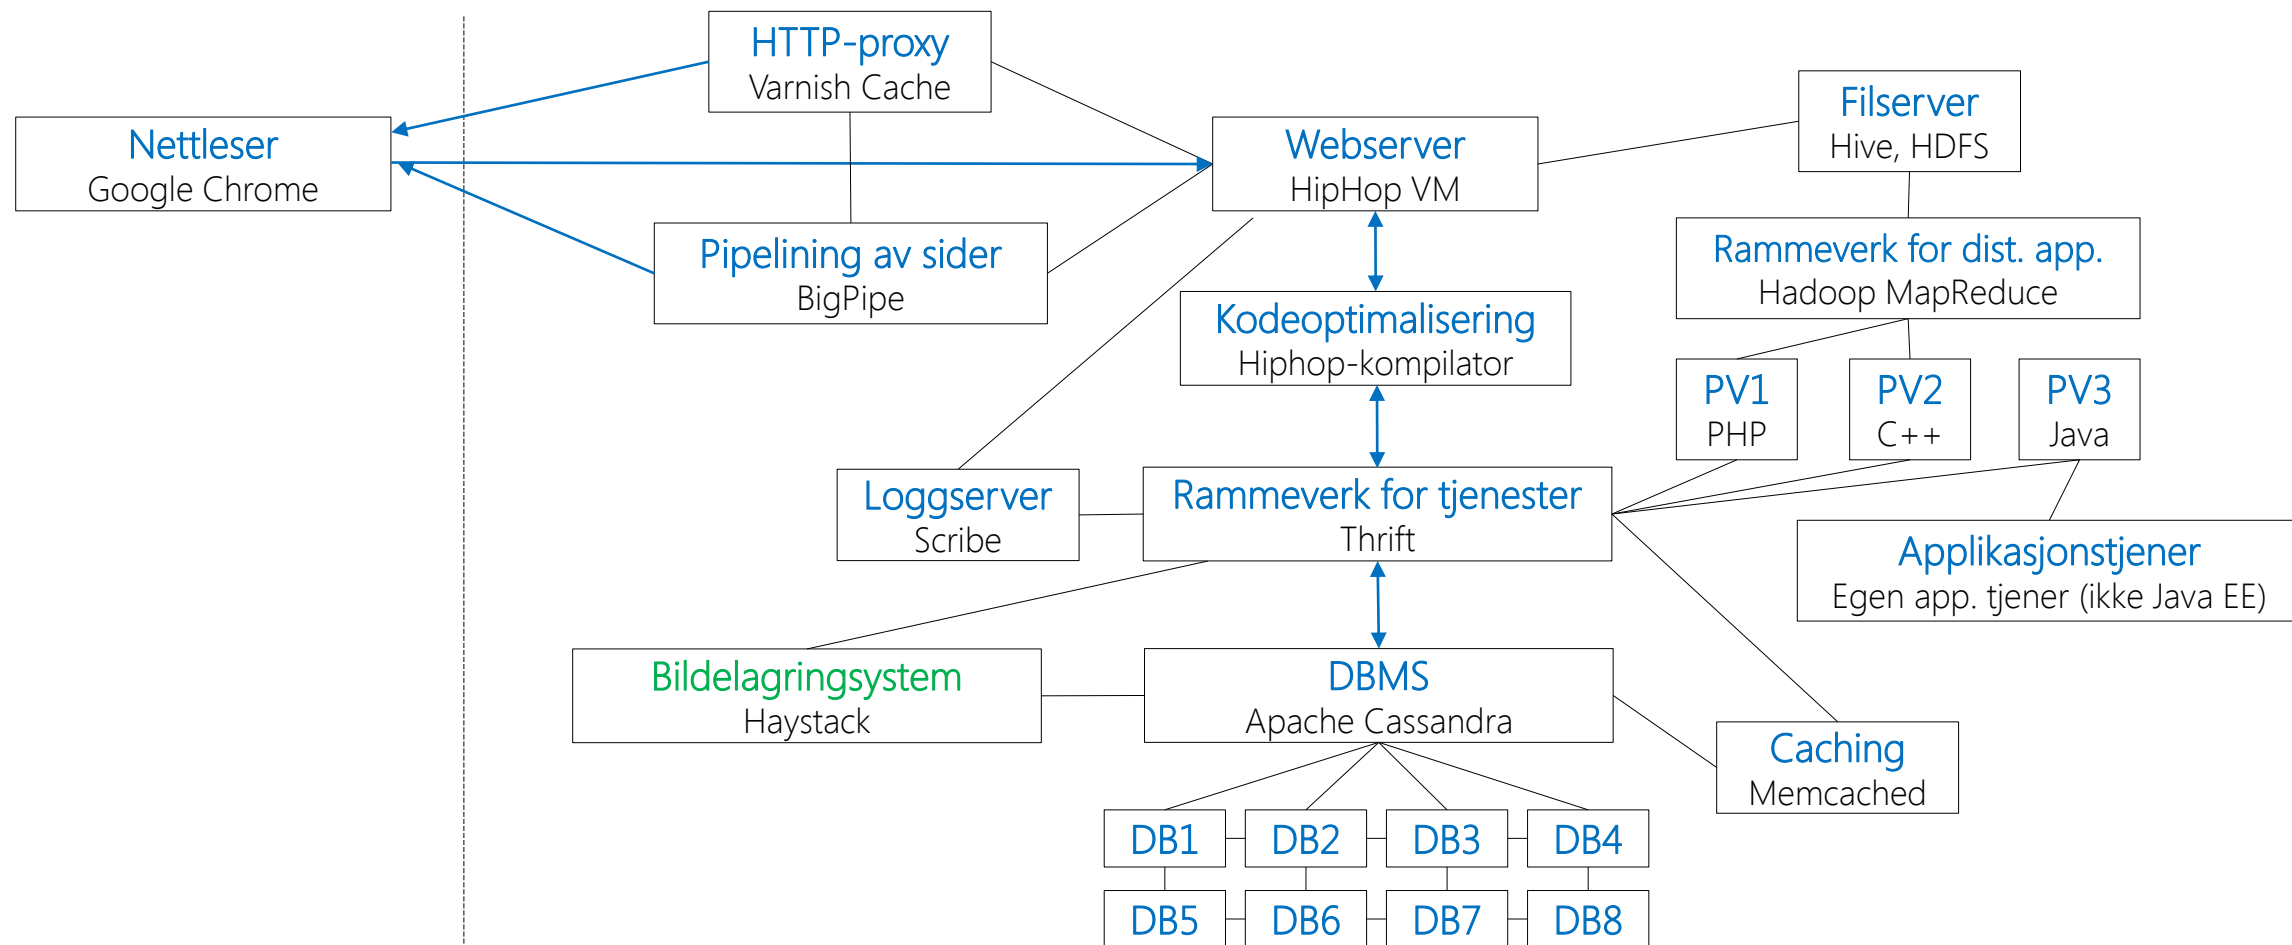 HTTP-proxy
Varnish Cache
Nettleser
Google Chrome
Pipelining av sider
BigPipe
Webserver
HipHop VM
Filserver
Hive, HDFS
Rammeverk for dist. app.
Hadoop MapReduce
Kodeoptimalisering
Hiphop-kompilator
PV1
PHP
PV2
C++
PV3
Java
Loggserver
Scribe
Rammeverk for tjenester
Thrift
Applikasjonstjener
Egen app. tjener (ikke Java EE)
Bildelagringsystem
Haystack
DBMS
Apache Cassandra
Caching
Memcached
DB1
DB2
DB3
DB4
DB5
DB6
DB7
DB8